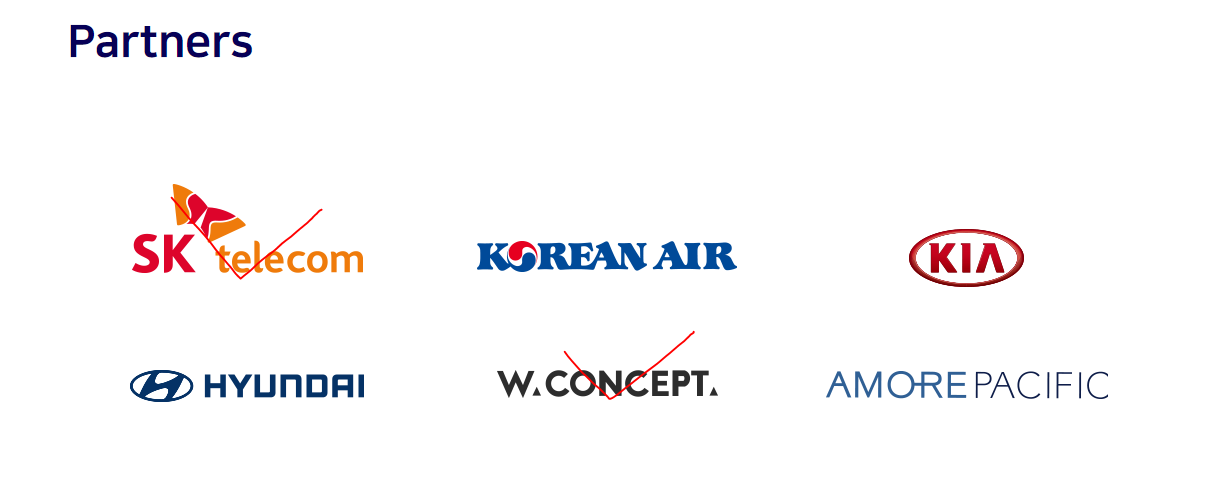 Partners
SK telecom
KOREAN AIR
KIA
HYUNDAI
W.CONCEPT.
AMOREPACIFIC